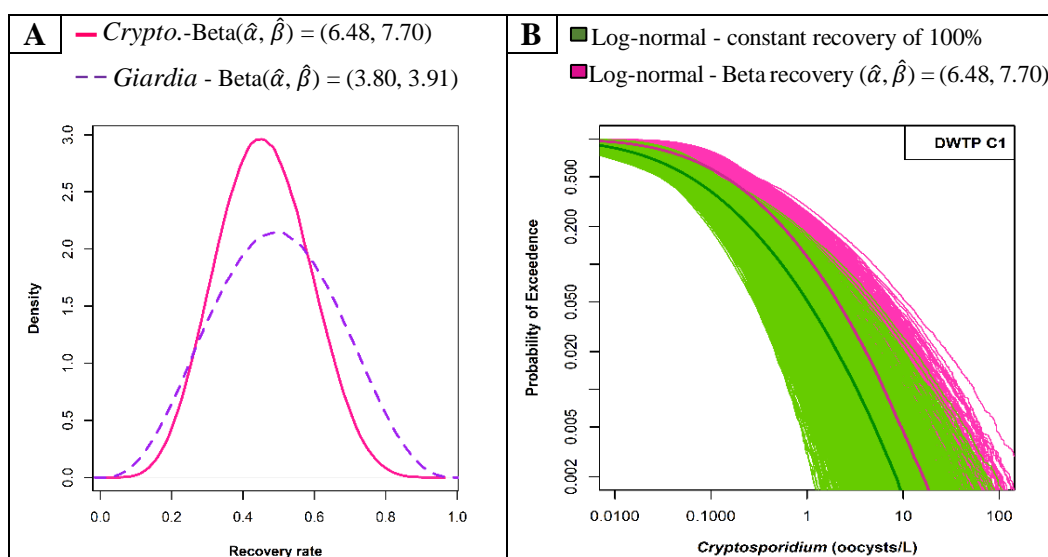 A
Crypto.-Beta(α̂, β̂) = (6.48, 7.70)
Giardia - Beta(α̂, β̂) = (3.80, 3.91)
3.0
2.5
2.0
1.5
1.0
0.5
0.0
Density
0.0 0.2 0.4 0.6 0.8 1.0
Recovery rate
B
Log-normal - constant recovery of 100%
Log-normal - Beta recovery (α̂, β̂) = (6.48, 7.70)
DWTP C1
0.500
0.200
0.050
0.020
0.005
0.002
Probability of Exceedence
0.0100 0.1000 1 10 100
Cryptosporidium (oocysts/L)